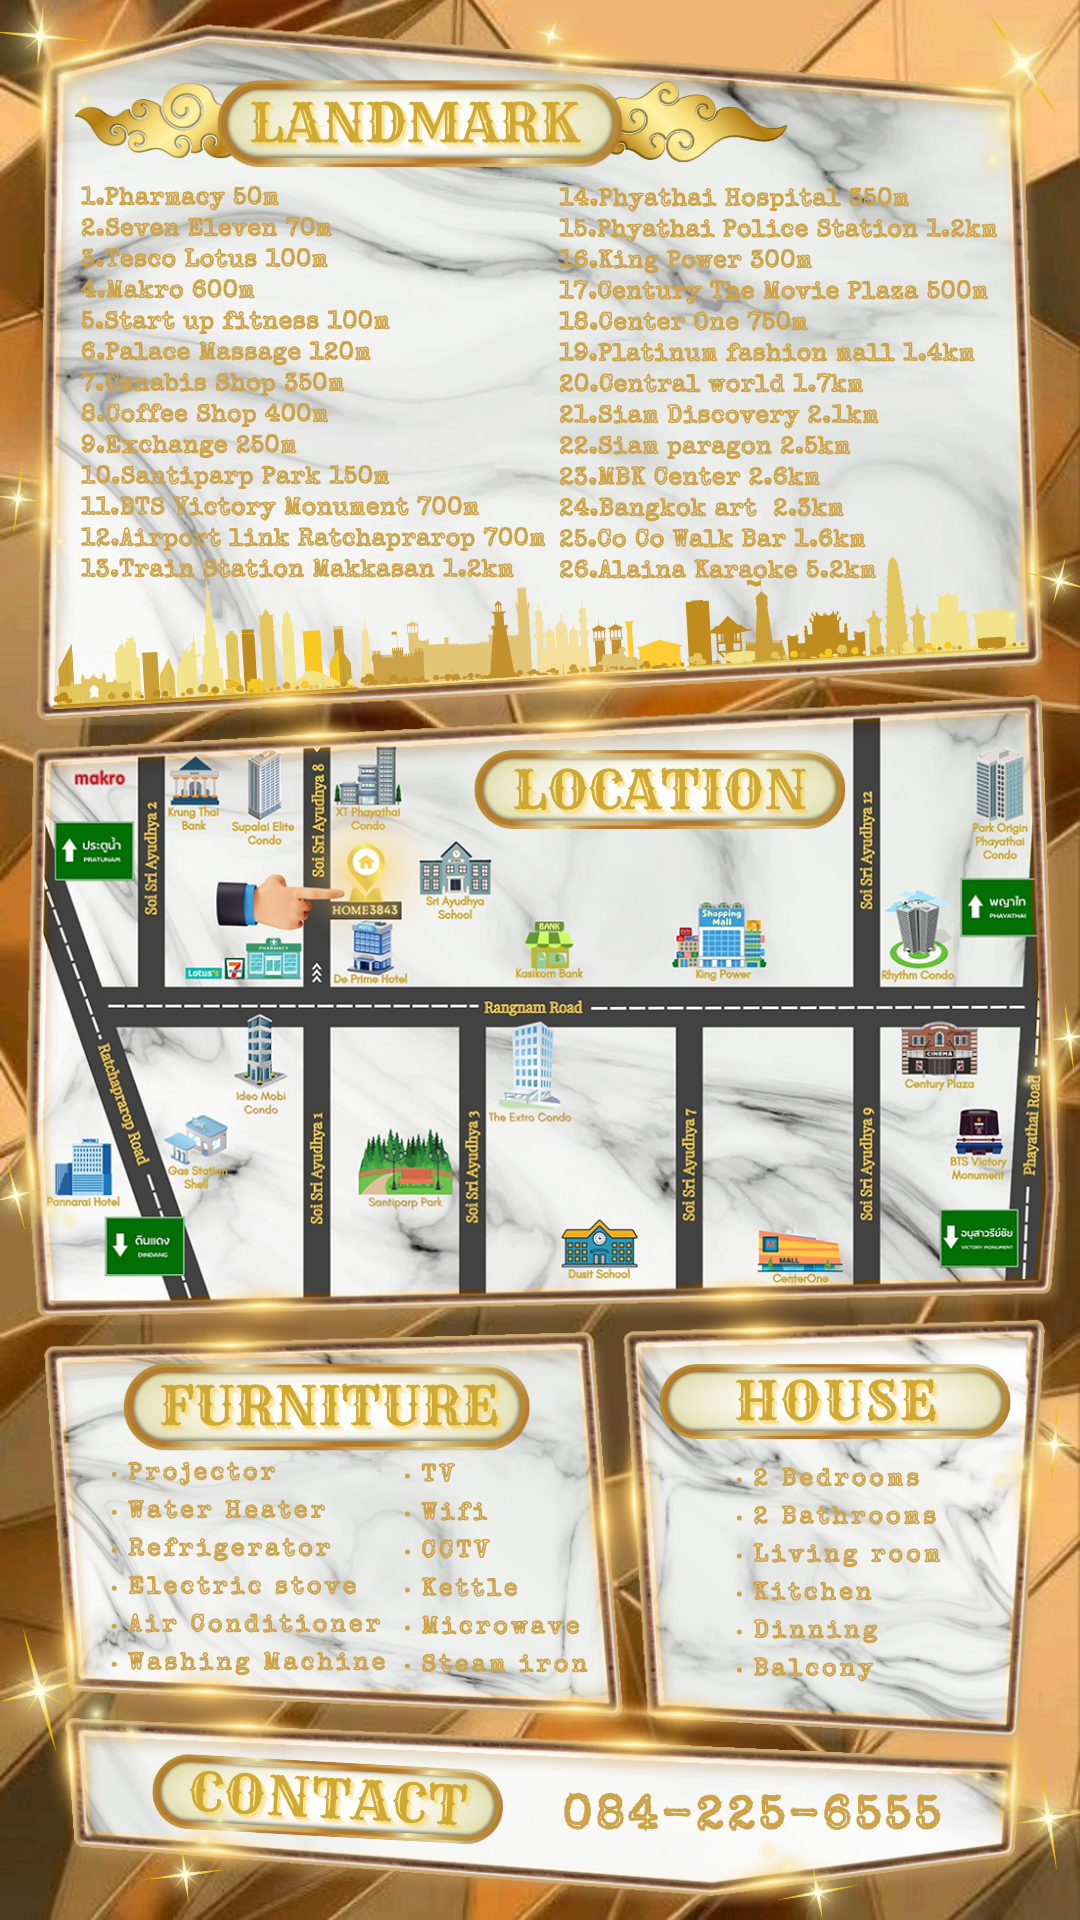 LANDMARK
1.Pharmacy 50m
2.Seven Eleven 70m
3.Tesco Lotus 100m
4.Makro 600m
5.Start up fitness 100m
6.Palace Massage 120m
7.Canabis Shop 350m
8.Coffee Shop 400m
9.Exchange 250m
10.Santiparp Park 150m
11.BTS Victory Monument 700m
12.Airport link Ratchaprarop 700m
13.Train Station Makkasan 1.2km
14.Phyathai Hospital 550m
15.Phyathai Police Station 1.2km
16.King Power 300m
17.Century The Movie Plaza 500m
18.Center One 750m
19.Platinum fashion mall 1.4km
20.Central world 1.7km
21.Siam Discovery 2.1km
22.Siam paragon 2.5km
23.MBK Center 2.6km
24.Bangkok art 2.3km
25.Co Co Walk Bar 1.6km
26.Alaina Karaoke 5.2km
LOCATION
makro
ประตูน้ำ
PRATUNAM
Soi Sri Ayudhya 2
BANK
Krung Thai
Bank
Supalai Elite
Condo
Soi Sri Ayudhya 8
XT Phayathai
Condo
HOME3843
Sri Ayudhya
School
Lotus's
7 ELEVEN
PHARMACY
HOTEL
De Prime Hotel
BANK
Kasikorn Bank
Shopping
Mall
King Power
Soi Sri Ayudhya 12
Park Origin
Phayathai
Condo
พญาไท
PHAYATHAI
Rhythm Condo
Rangnam Road
Ratchaprarop Road
Ideo Mobi
Condo
Gas Station
Shell
HOTEL
Pannarai Hotel
ดินแดง
DINDANG
Soi Sri Ayudhya 1
Santiparp Park
Soi Sri Ayudhya 3
The Extro Condo
Dusit School
Soi Sri Ayudhya 7
M
MALL
CenterOne
Soi Sri Ayudhya 9
CINEMA
Century Plaza
BTS Victory
Monument
Phayathai Road
อนุสาวรีย์ชัย
VICTORY MONUMENT
FURNITURE
· Projector
· Water Heater
· Refrigerator
· Electric stove
· Air Conditioner
· Washing Machine
· TV
· Wifi
· CCTV
· Kettle
· Microwave
· Steam iron
HOUSE
· 2 Bedrooms
· 2 Bathrooms
· Living room
· Kitchen
· Dinning
· Balcony
CONTACT
084-225-6555